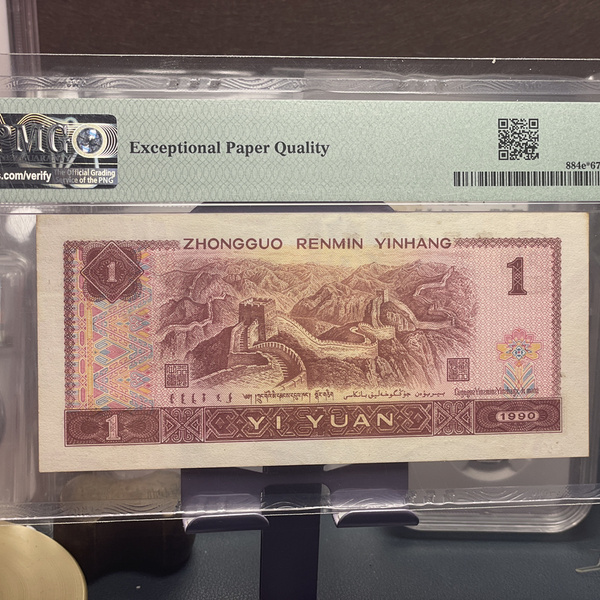 PMG
Exceptional Paper Quality
s.com/verify
The Official Grading
Service of the PNG
884e*67
ZHONGGUO RENMIN YINHANG
1
1
1
YI YUAN
1990